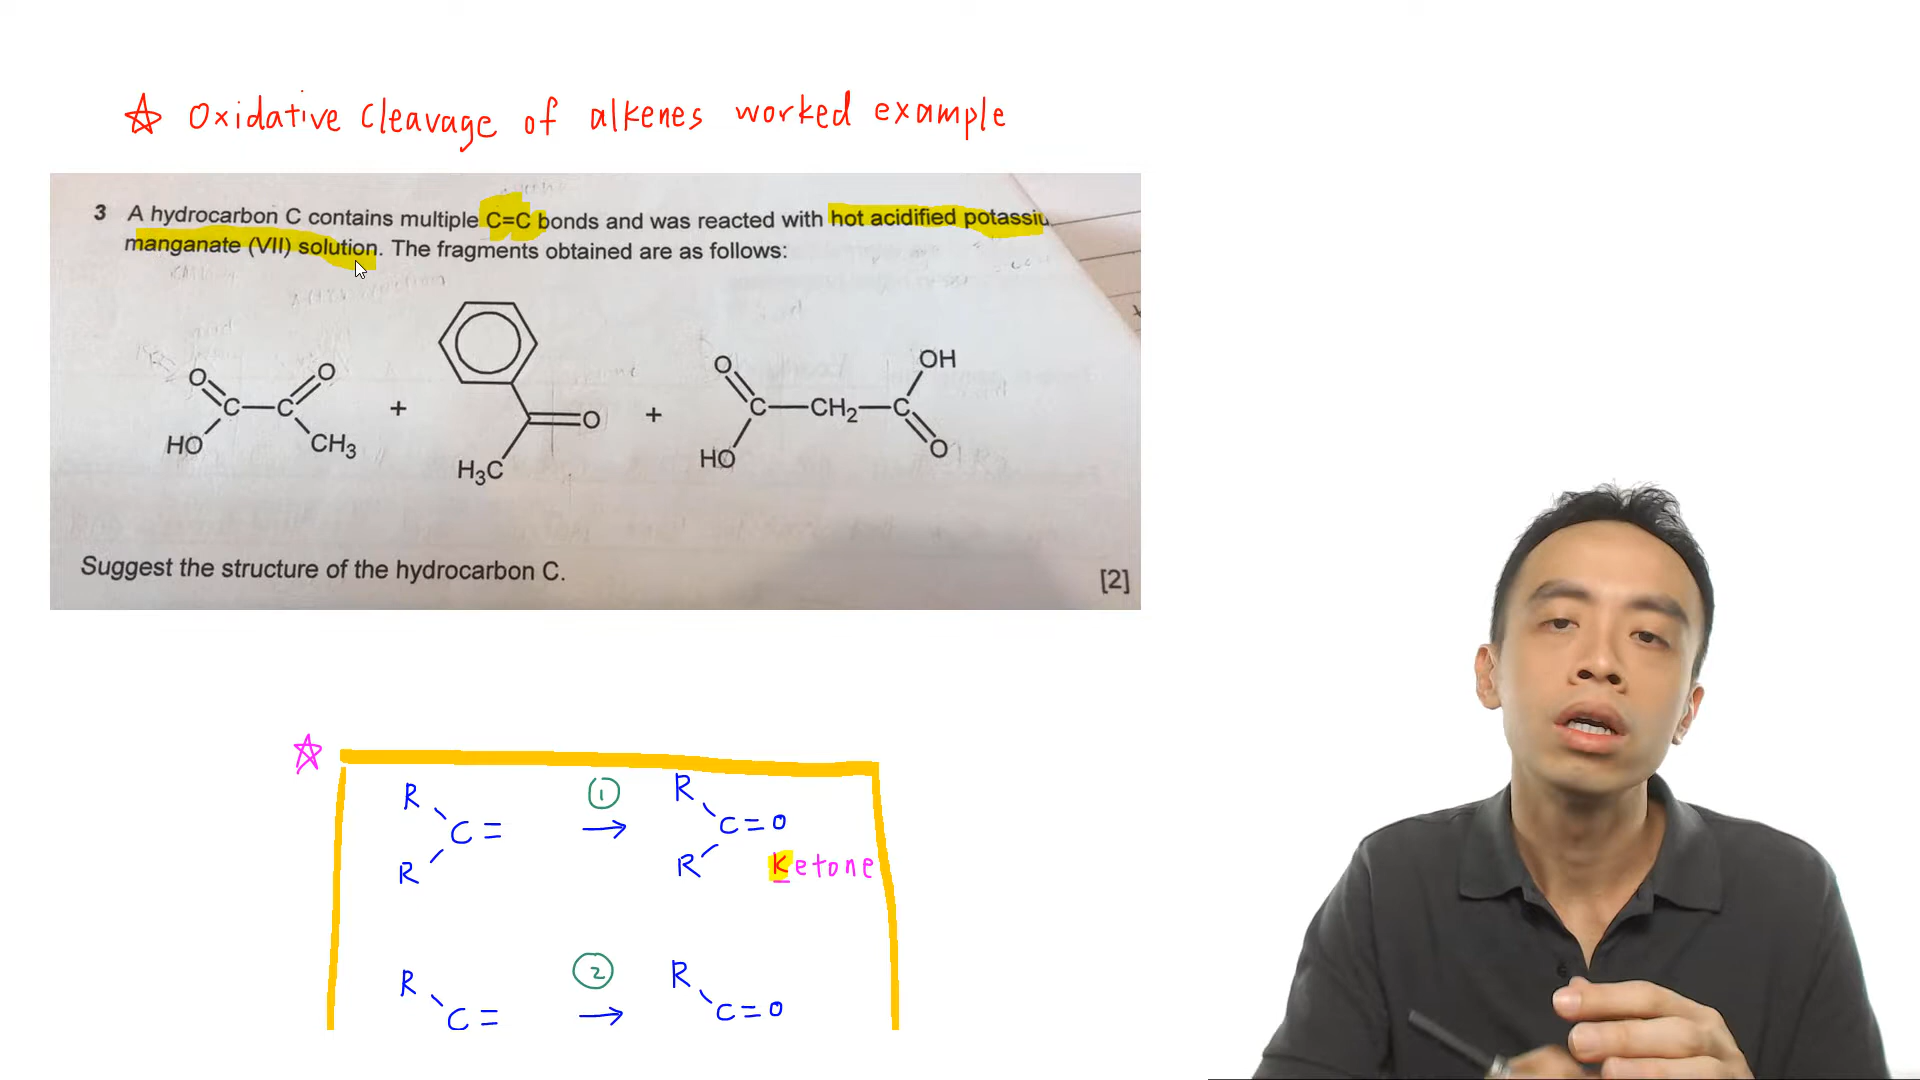 ☆ Oxidative cleavage of alkenes worked example
3 A hydrocarbon C contains multiple C=C bonds and was reacted with hot acidified potassiu
manganate (VII) solution. The fragments obtained are as follows:
O O OH
O
C—C + O + C—CH2—C
HO CH3 HO O
H3C
Suggest the structure of the hydrocarbon C.
[2]
☆
R ① R
C= → C=O
R R Ketone
R ② R
C= → C=O